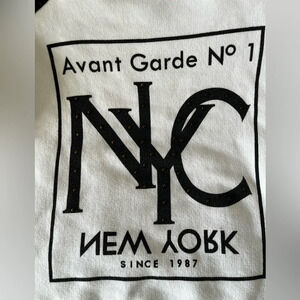 Avant Garde Nº 1
NYC
NEW YORK
SINCE 1987